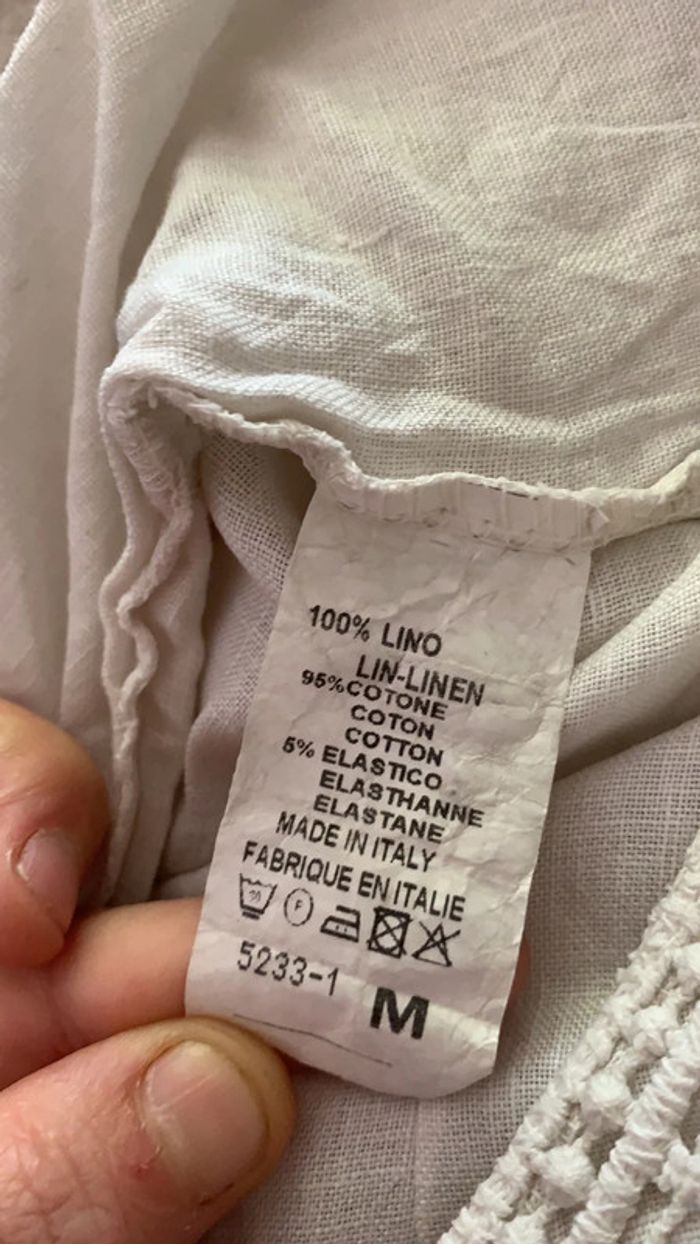 100% LINO
LIN-LINEN
95%COTONE
COTON
COTTON
5% ELASTICO
ELASTHANNE
ELASTANE
MADE IN ITALY
FABRIQUE EN ITALIE
30 F
5233-1
M